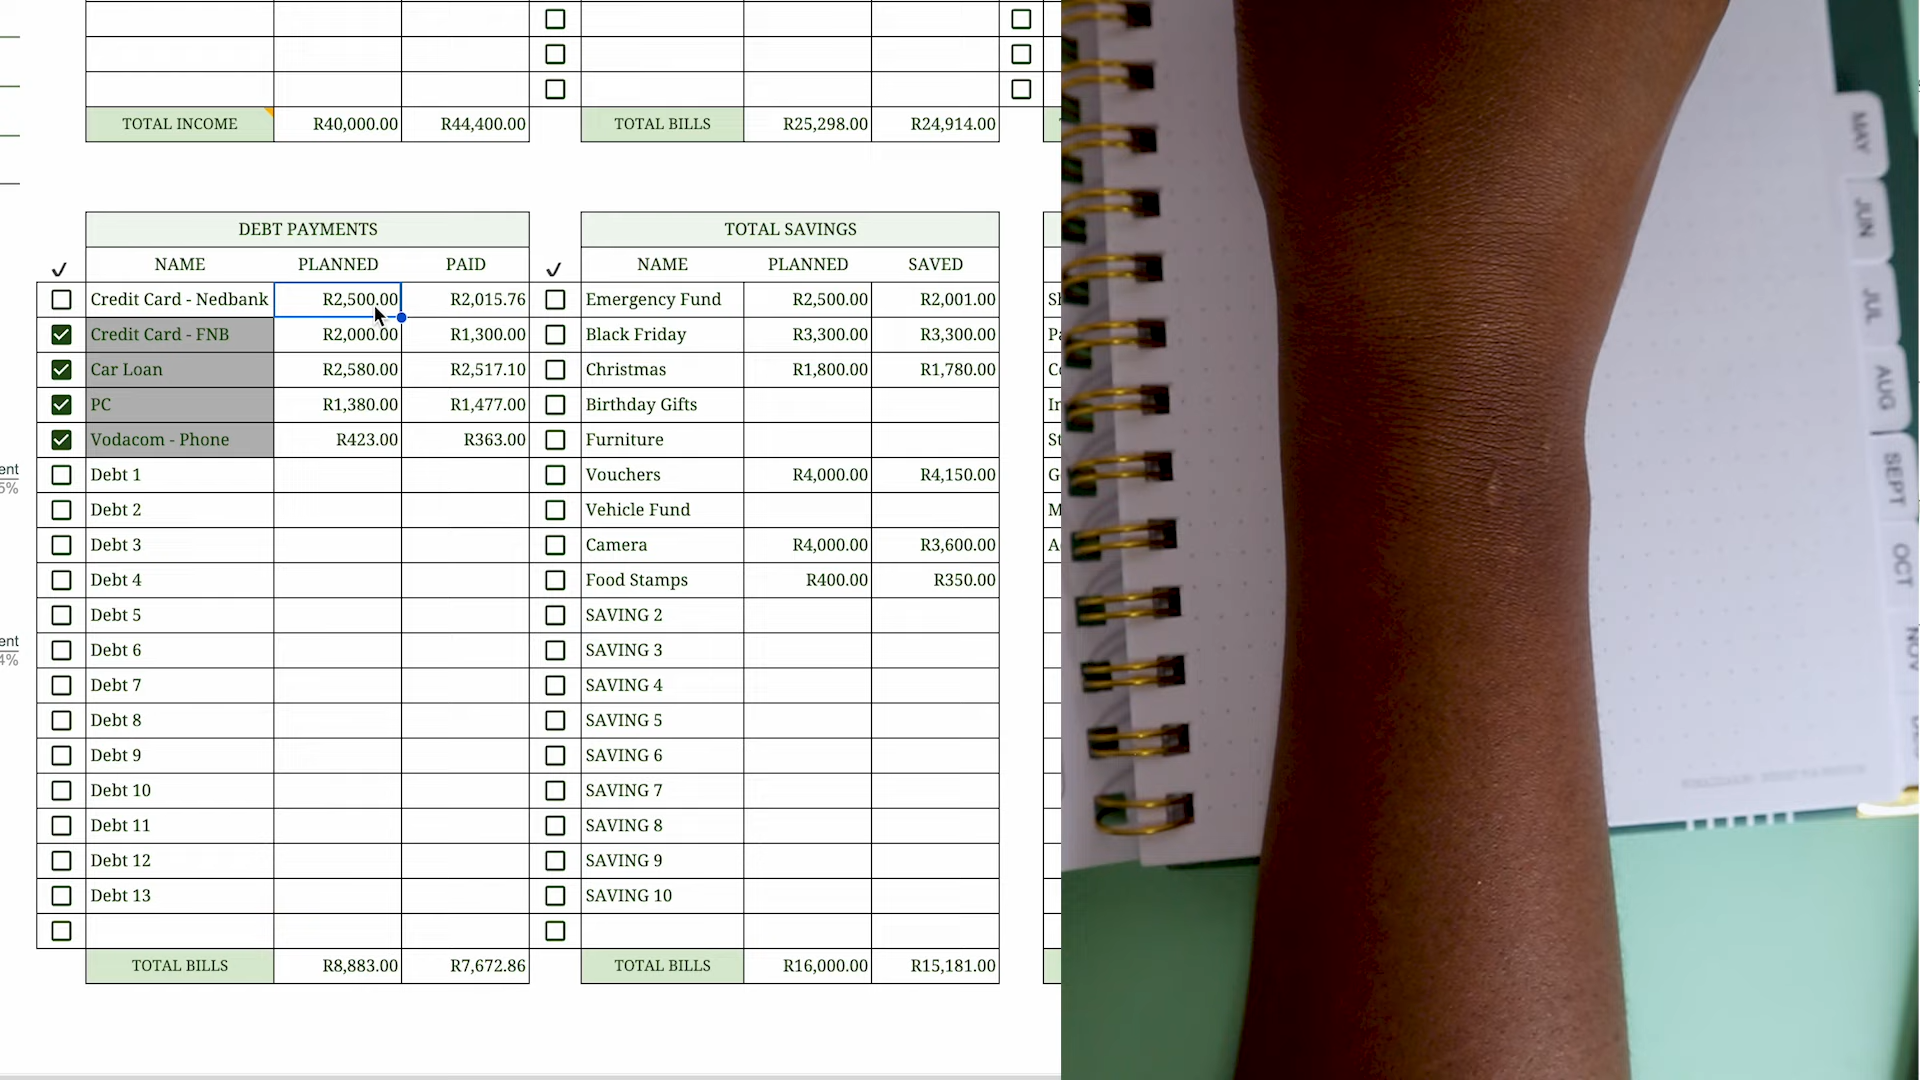 TOTAL INCOME R40,000.00 R44,400.00
TOTAL BILLS R25,298.00 R24,914.00
DEBT PAYMENTS
NAME PLANNED PAID
Credit Card - Nedbank R2,500.00 R2,015.76
Credit Card - FNB R2,000.00 R1,300.00
Car Loan R2,580.00 R2,517.10
PC R1,380.00 R1,477.00
Vodacom - Phone R423.00 R363.00
Debt 1
Debt 2
Debt 3
Debt 4
Debt 5
Debt 6
Debt 7
Debt 8
Debt 9
Debt 10
Debt 11
Debt 12
Debt 13
TOTAL BILLS R8,883.00 R7,672.86
TOTAL SAVINGS
NAME PLANNED SAVED
Emergency Fund R2,500.00 R2,001.00
Black Friday R3,300.00 R3,300.00
Christmas R1,800.00 R1,780.00
Birthday Gifts
Furniture
Vouchers R4,000.00 R4,150.00
Vehicle Fund
Camera R4,000.00 R3,600.00
Food Stamps R400.00 R350.00
SAVING 2
SAVING 3
SAVING 4
SAVING 5
SAVING 6
SAVING 7
SAVING 8
SAVING 9
SAVING 10
TOTAL BILLS R16,000.00 R15,181.00
MAY
JUN
JUL
AUG
SEPT
OCT
NOV